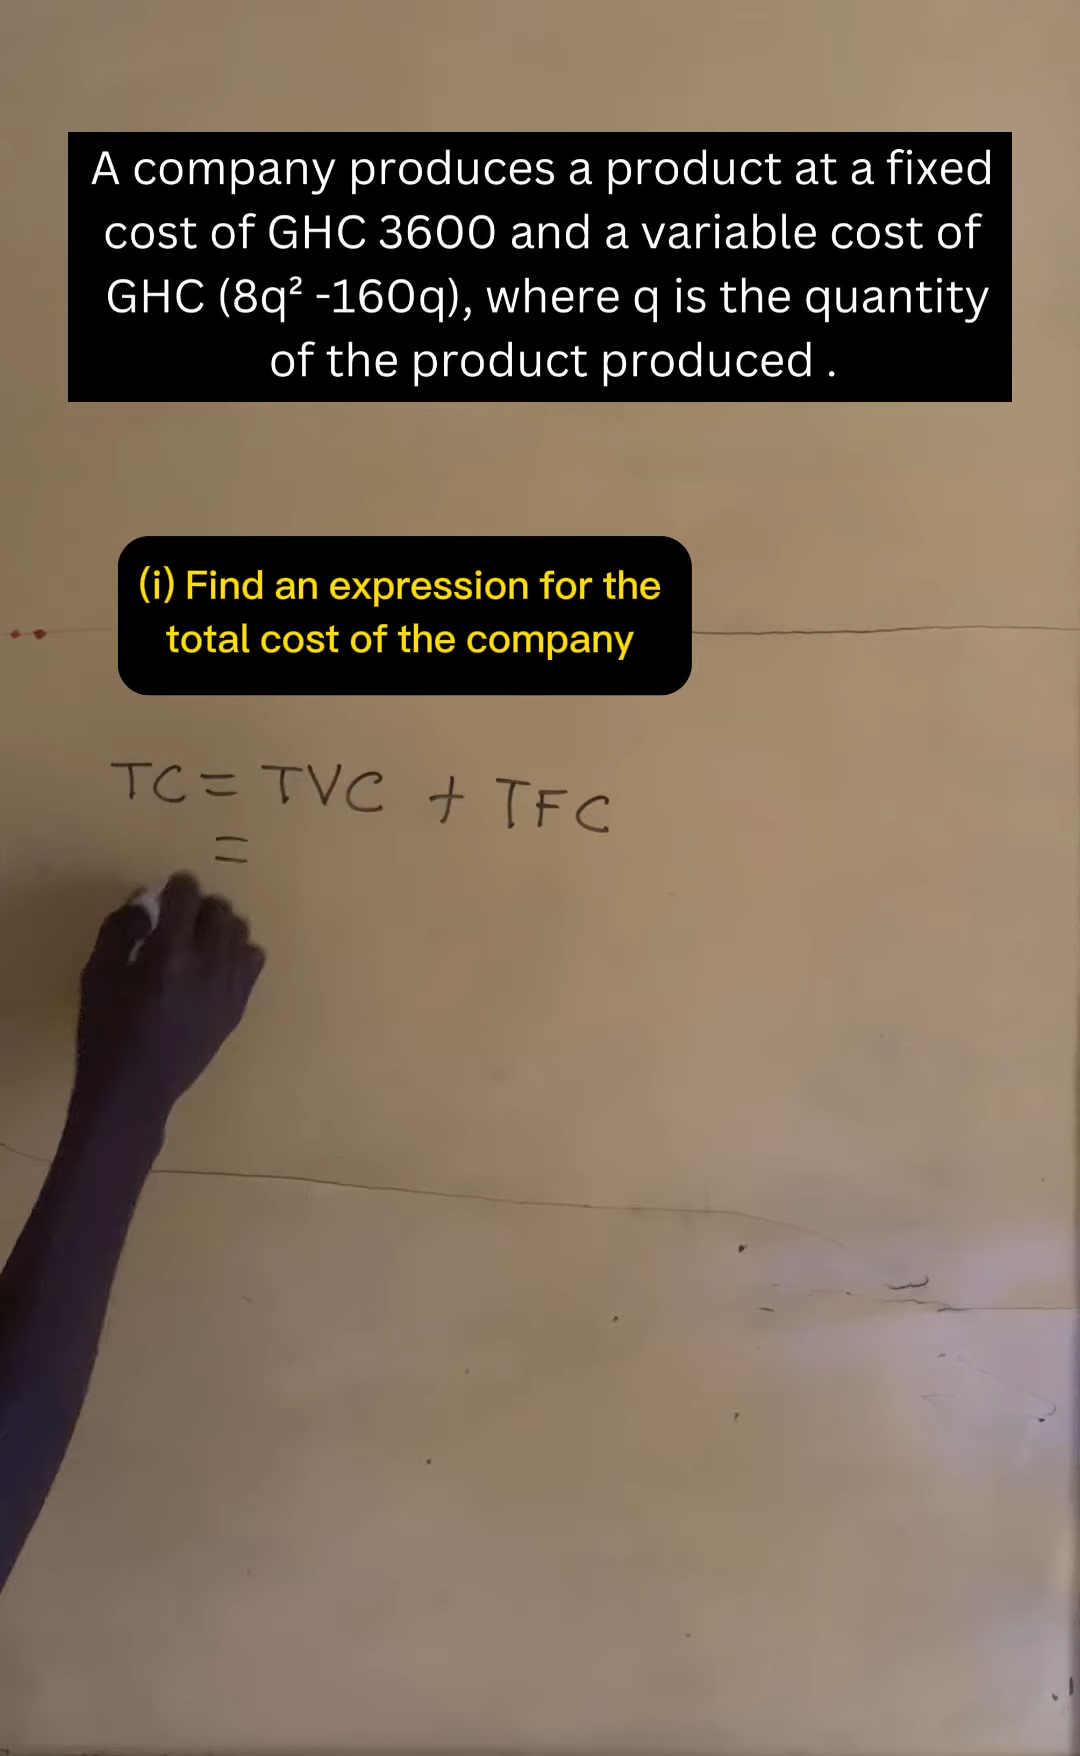 A company produces a product at a fixed
cost of GHC 3600 and a variable cost of
GHC (8q² -160q), where q is the quantity
of the product produced .
(i) Find an expression for the
total cost of the company
TC = TVC + TFC
=